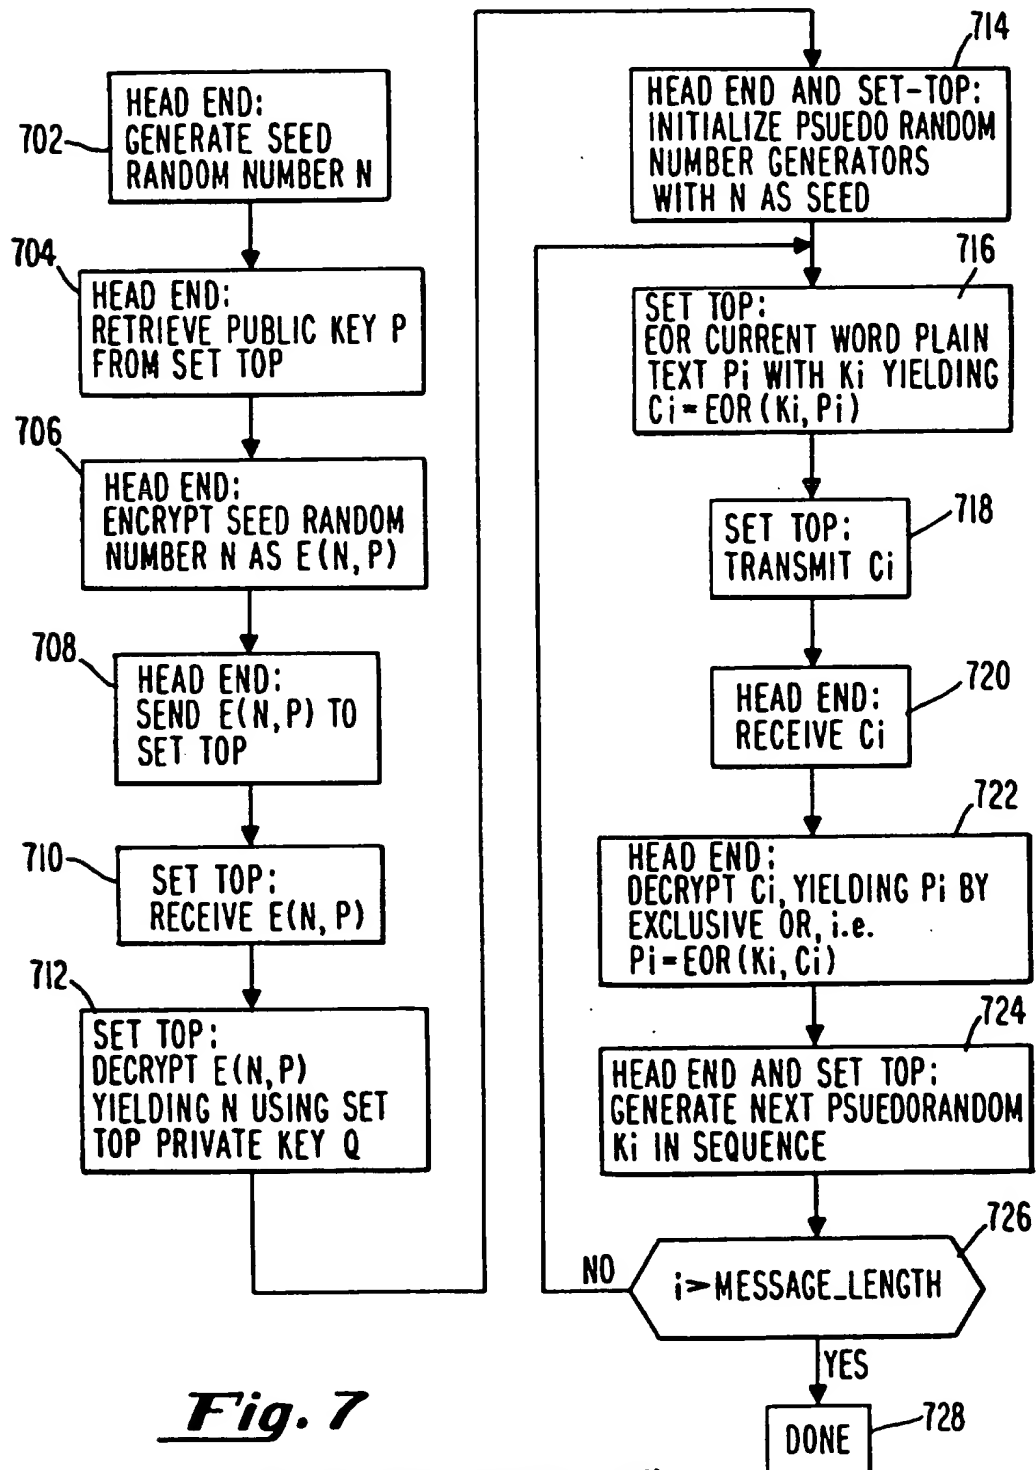 702
HEAD END:
GENERATE SEED
RANDOM NUMBER N
704
HEAD END:
RETRIEVE PUBLIC KEY P
FROM SET TOP
706
HEAD END:
ENCRYPT SEED RANDOM
NUMBER N AS E(N, P)
708
HEAD END:
SEND E(N, P) TO
SET TOP
710
SET TOP:
RECEIVE E(N, P)
712
SET TOP:
DECRYPT E(N, P)
YIELDING N USING SET
TOP PRIVATE KEY Q
714
HEAD END AND SET-TOP:
INITIALIZE PSUEDO RANDOM
NUMBER GENERATORS
WITH N AS SEED
716
SET TOP:
EOR CURRENT WORD PLAIN
TEXT Pi WITH Ki YIELDING
Ci=EOR(Ki, Pi)
718
SET TOP:
TRANSMIT Ci
720
HEAD END:
RECEIVE Ci
722
HEAD END:
DECRYPT Ci, YIELDING Pi BY
EXCLUSIVE OR, i.e.
Pi=EOR(Ki, Ci)
724
HEAD END AND SET TOP:
GENERATE NEXT PSUEDORANDOM
Ki IN SEQUENCE
726
i>MESSAGE_LENGTH
NO
YES
728
DONE
Fig. 7